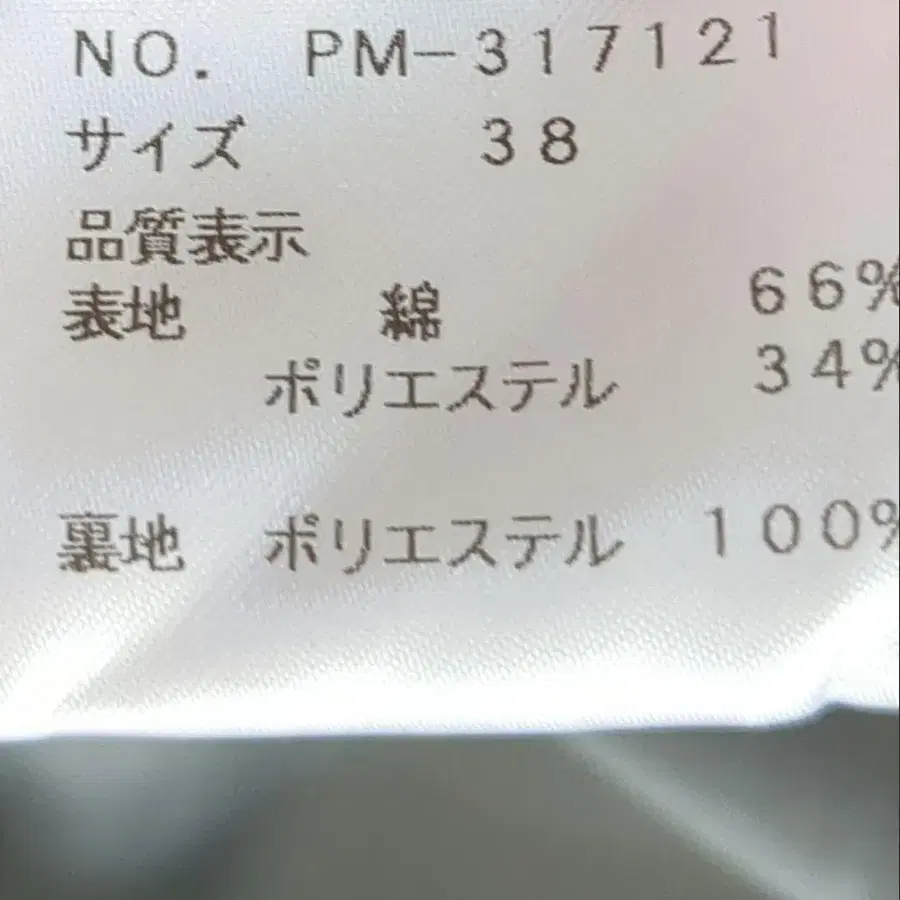 NO. PM-317121
サイズ 38
品質表示
表地 綿 66%
ポリエステル 34%
裏地 ポリエステル 100%